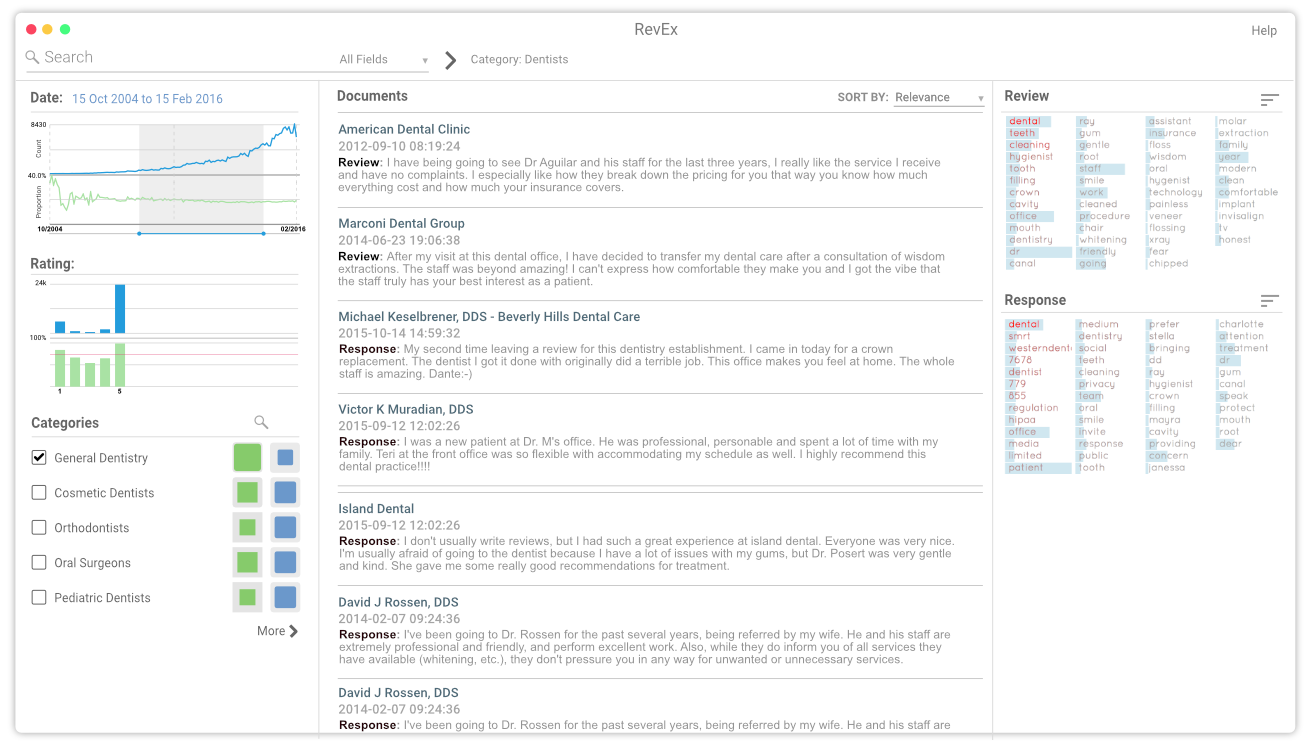 RevEx
Help
Search
All Fields
Category: Dentists
Date: 15 Oct 2004 to 15 Feb 2016
8430
Count
40.0%
Proportion
10/2004 02/2016
Rating:
24k
100%
1 5
Categories
General Dentistry
Cosmetic Dentists
Orthodontists
Oral Surgeons
Pediatric Dentists
More
Documents
SORT BY: Relevance
American Dental Clinic
2012-09-10 08:19:24
Review: I have being going to see Dr Aguilar and his staff for the last three years, I really like the service I receive
and have no complaints. I especially like how they break down the pricing for you that way you know how much
everything cost and how much your insurance covers.
Marconi Dental Group
2014-06-23 19:06:38
Review: After my visit at this dental office, I have decided to transfer my dental care after a consultation of wisdom
extractions. The staff was beyond amazing! I can't express how comfortable they make you and I got the vibe that
the staff truly has your best interest as a patient.
Michael Keselbrener, DDS - Beverly Hills Dental Care
2015-10-14 14:59:32
Response: My second time leaving a review for this dentistry establishment. I came in today for a crown
replacement. The dentist I got it done with originally did a terrible job. This office makes you feel at home. The whole
staff is amazing. Dante:-)
Victor K Muradian, DDS
2015-09-12 12:02:26
Response: I was a new patient at Dr. M's office. He was professional, personable and spent a lot of time with my
family. Teri at the front office was so flexible with accommodating my schedule as well. I highly recommend this
dental practice!!!!
Island Dental
2015-09-12 12:02:26
Response: I don't usually write reviews, but I had such a great experience at island dental. Everyone was very nice.
I'm usually afraid of going to the dentist because I have a lot of issues with my gums, but Dr. Posert was very gentle
and kind. She gave me some really good recommendations for treatment.
David J Rossen, DDS
2014-02-07 09:24:36
Response: I've been going to Dr. Rossen for the past several years, being referred by my wife. He and his staff are
extremely professional and friendly, and perform excellent work. Also, while they do inform you of all services they
have available (whitening, etc.), they don't pressure you in any way for unwanted or unnecessary services.
David J Rossen, DDS
2014-02-07 09:24:36
Response: I've been going to Dr. Rossen for the past several years, being referred by my wife. He and his staff are
Review
dental ray assistant molar
teeth gum insurance extraction
cleaning gentle floss family
hygienist root wisdom year
tooth staff oral modern
filling smile hygenist clean
crown work technology comfortable
cavity cleaned painless implant
office procedure veneer invisalign
mouth chair flossing tv
dentistry whitening xray honest
dr friendly fear
canal going chipped
Response
dental medium prefer charlotte
smrt dentistry stella attention
westerndent social bringing treatment
7678 teeth dd dr
dentist cleaning ray gum
779 privacy hygienist canal
855 team crown speak
regulation oral filling protect
hipaa smile mayra mouth
office invite cavity root
media response providing dear
limited public concern
patient tooth janessa